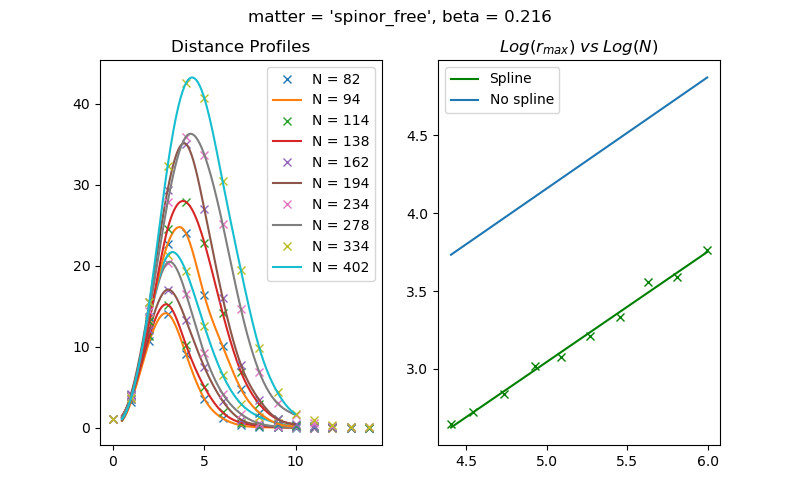 matter = 'spinor_free', beta = 0.216
Distance Profiles
N = 82
N = 94
N = 114
N = 138
N = 162
N = 194
N = 234
N = 278
N = 334
N = 402
40
30
20
10
0
0 5 10
Log(r_max) vs Log(N)
Spline
No spline
4.5
4.0
3.5
3.0
4.5 5.0 5.5 6.0